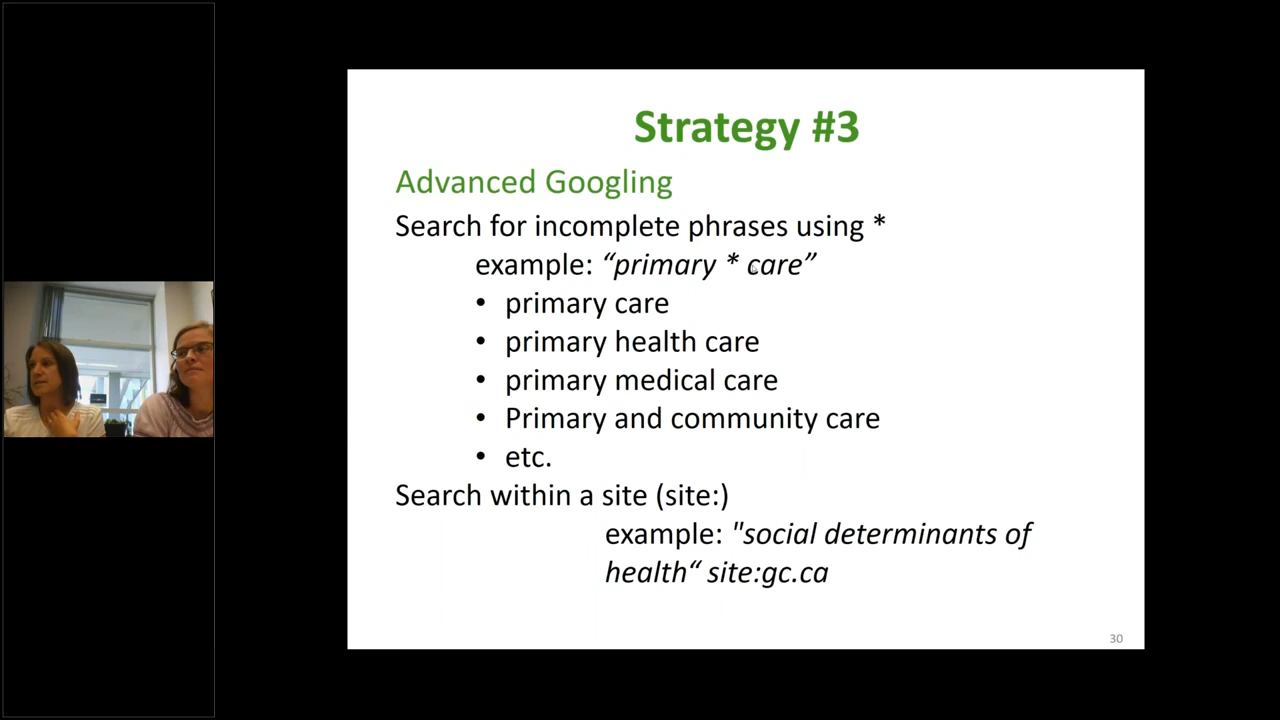 Strategy #3
Advanced Googling
Search for incomplete phrases using *
example: “primary * care”
• primary care
• primary health care
• primary medical care
• Primary and community care
• etc.
Search within a site (site:)
example: "social determinants of
health“ site:gc.ca
30